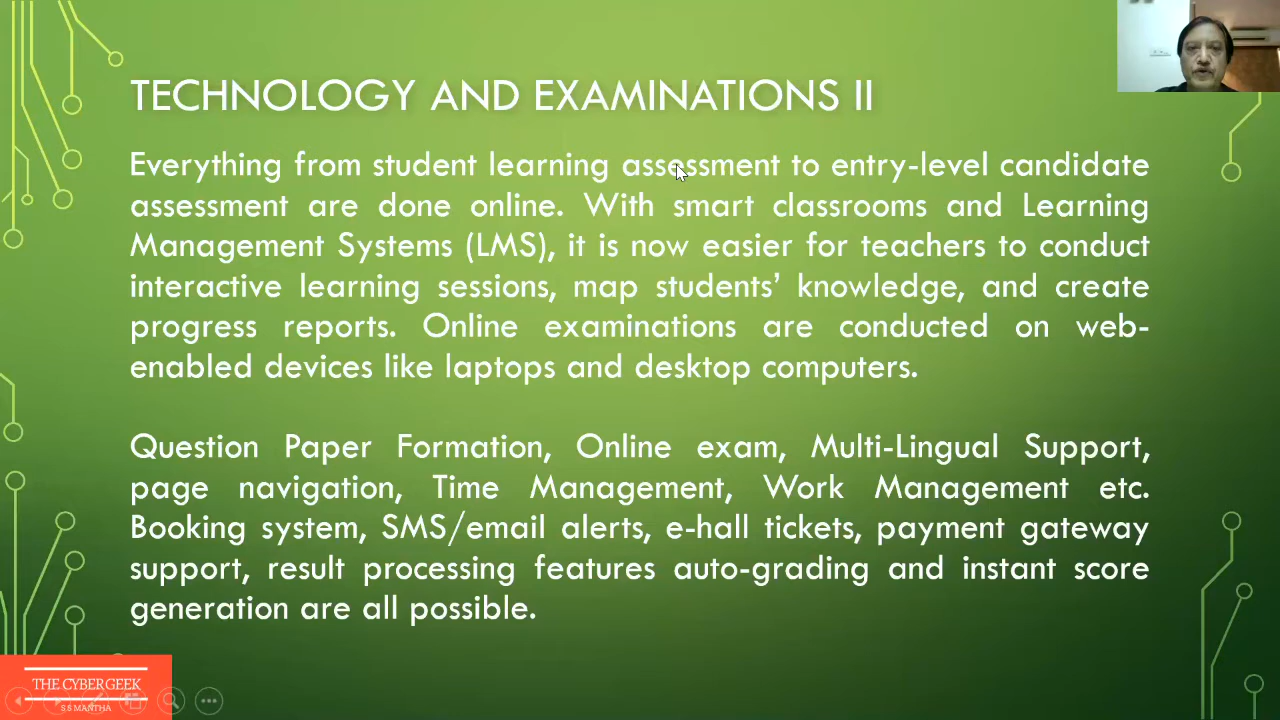 TECHNOLOGY AND EXAMINATIONS II
Everything from student learning assessment to entry-level candidate
assessment are done online. With smart classrooms and Learning
Management Systems (LMS), it is now easier for teachers to conduct
interactive learning sessions, map students’ knowledge, and create
progress reports. Online examinations are conducted on web-
enabled devices like laptops and desktop computers.
Question Paper Formation, Online exam, Multi-Lingual Support,
page navigation, Time Management, Work Management etc.
Booking system, SMS/email alerts, e-hall tickets, payment gateway
support, result processing features auto-grading and instant score
generation are all possible.
THE CYBERGEEK
S S MANTHA